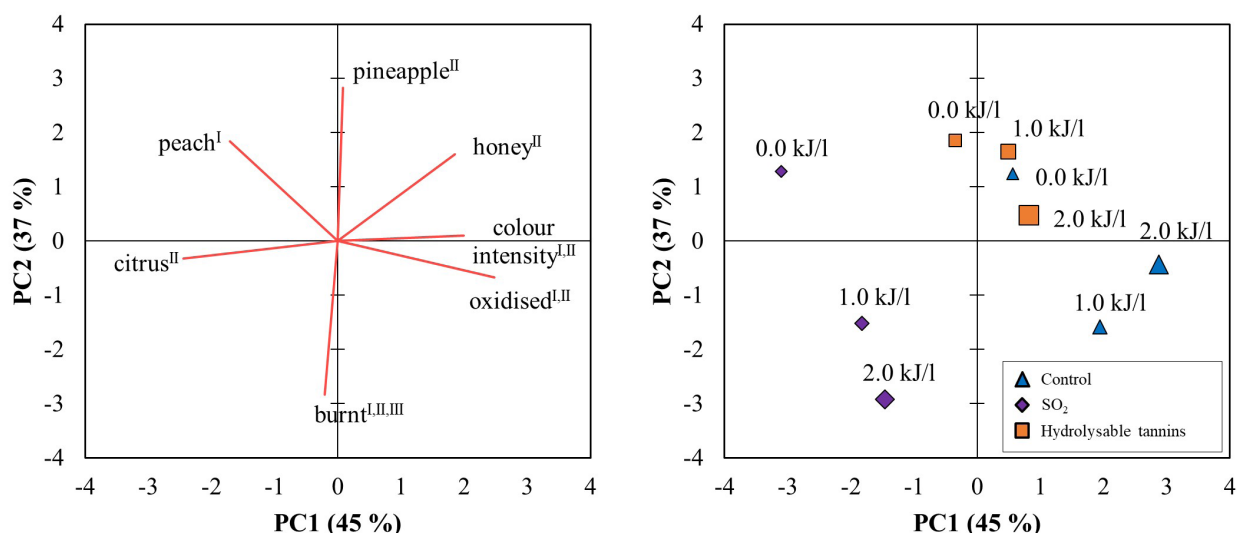 4
3
2
1
0
-1
-2
-3
-4
PC2 (37 %)
pineappleᴵᴵ
peachᴵ
honeyᴵᴵ
colour
intensityᴵ,ᴵᴵ
citrusᴵᴵ
oxidisedᴵ,ᴵᴵ
burntᴵ,ᴵᴵ,ᴵᴵᴵ
-4 -3 -2 -1 0 1 2 3 4
PC1 (45 %)
4
3
2
1
0
-1
-2
-3
-4
PC2 (37 %)
0.0 kJ/l
1.0 kJ/l
0.0 kJ/l
0.0 kJ/l
2.0 kJ/l
2.0 kJ/l
1.0 kJ/l
1.0 kJ/l
2.0 kJ/l
Control
SO₂
Hydrolysable tannins
-4 -3 -2 -1 0 1 2 3 4
PC1 (45 %)